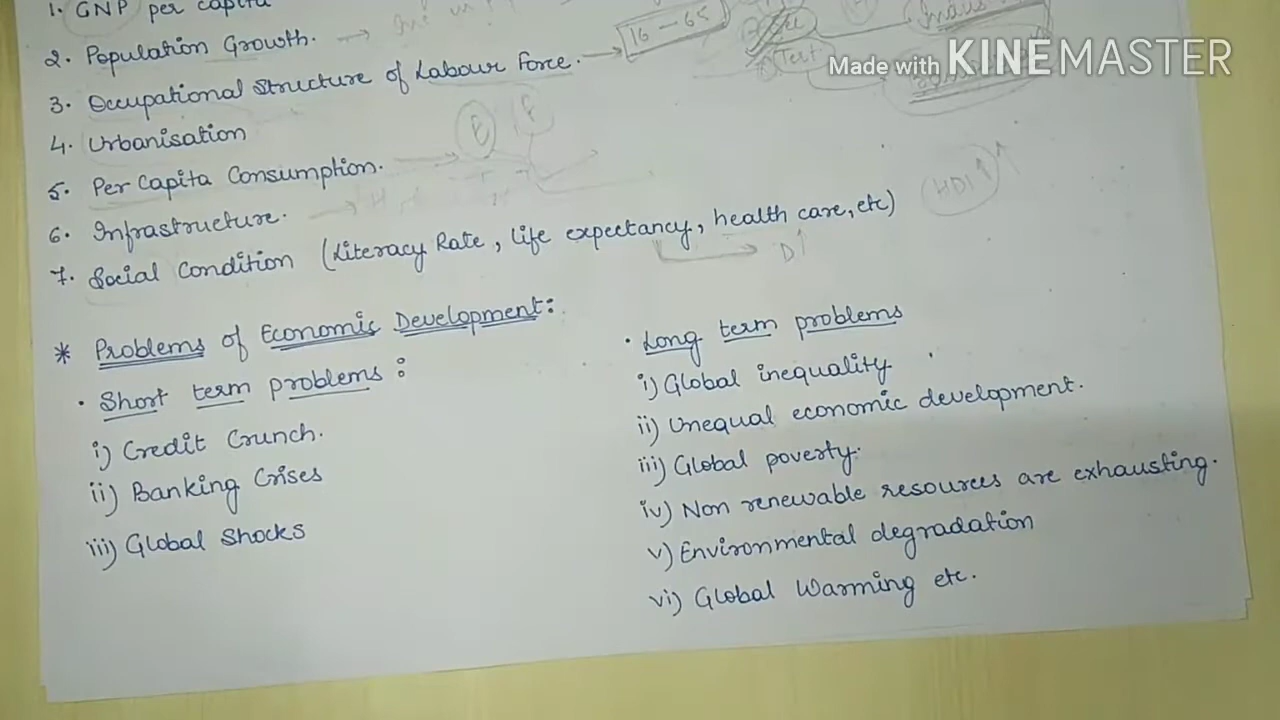 1. GNP per capita
2. Population Growth.
3. Occupational Structure of Labour Force. → 16 - 65
Tert
Made with KINEMASTER
4. Urbanisation
5. Per Capita Consumption.
6. Infrastructure.
7. Social Condition (Literacy Rate, life expectancy, health care, etc)
HDI ↑ ↑
D↑
* Problems of Economic Development:
• Short term problems:
i) Credit Crunch.
ii) Banking Crises
iii) Global Shocks
• Long term problems
i) Global inequality
ii) Unequal economic development.
iii) Global poverty.
iv) Non renewable resources are exhausting.
v) Environmental degradation
vi) Global Warming etc.